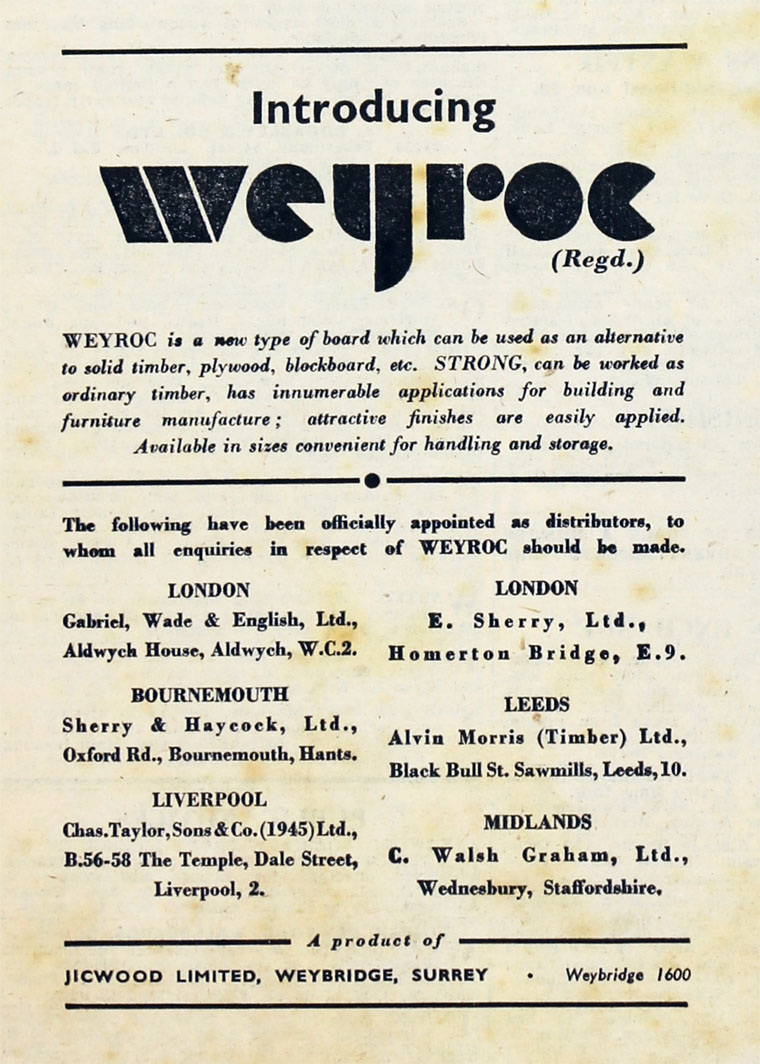 Introducing
weyroc
(Regd.)
WEYROC is a new type of board which can be used as an alternative
to solid timber, plywood, blockboard, etc. STRONG, can be worked as
ordinary timber, has innumerable applications for building and
furniture manufacture; attractive finishes are easily applied.
Available in sizes convenient for handling and storage.
The following have been officially appointed as distributors, to
whom all enquiries in respect of WEYROC should be made.
LONDON
Gabriel, Wade & English, Ltd.,
Aldwych House, Aldwych, W.C.2.
BOURNEMOUTH
Sherry & Haycock, Ltd.,
Oxford Rd., Bournemouth, Hants.
LIVERPOOL
Chas. Taylor, Sons & Co. (1945) Ltd.,
B.56-58 The Temple, Dale Street,
Liverpool, 2.
LONDON
E. Sherry, Ltd.,
Homerton Bridge, E.9.
LEEDS
Alvin Morris (Timber) Ltd.,
Black Bull St. Sawmills, Leeds, 10.
MIDLANDS
C. Walsh Graham, Ltd.,
Wednesbury, Staffordshire.
A product of
JICWOOD LIMITED, WEYBRIDGE, SURREY • Weybridge 1600